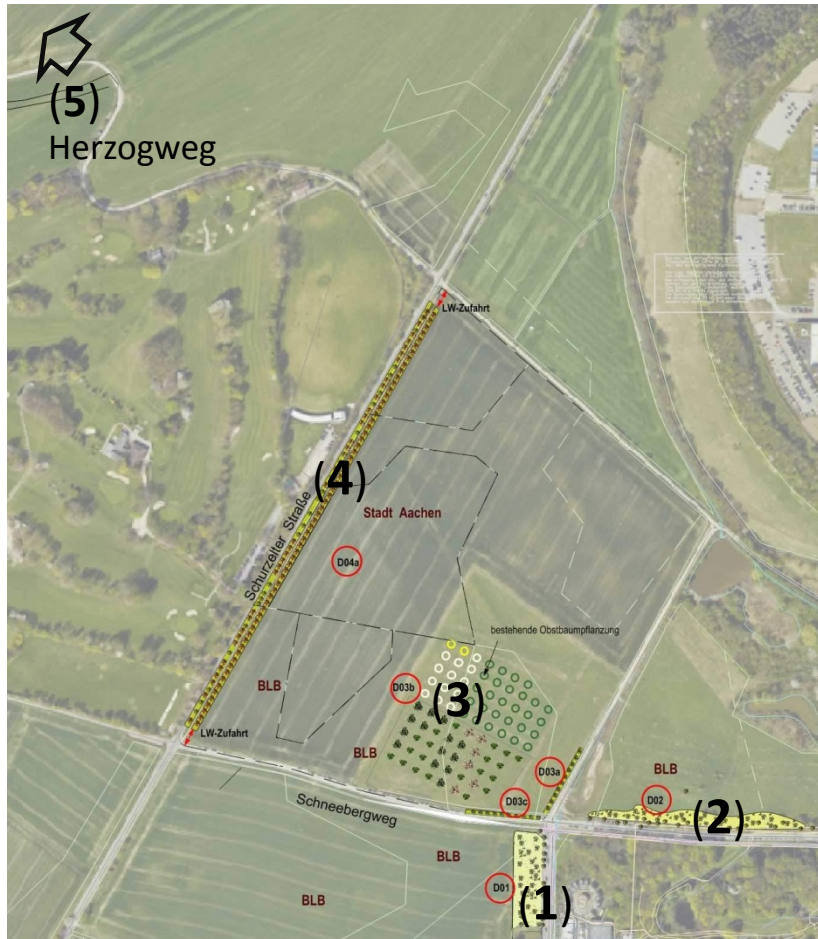 (5)
Herzogweg
LW-Zufahrt
(4)
Schurzelter Straße
Stadt Aachen
D04a
bestehende Obstbaumpflanzung
BLB
D03b
(3)
LW-Zufahrt
BLB
D03a
BLB
Schneebergweg
D03c
D02
(2)
BLB
D01
(1)
BLB